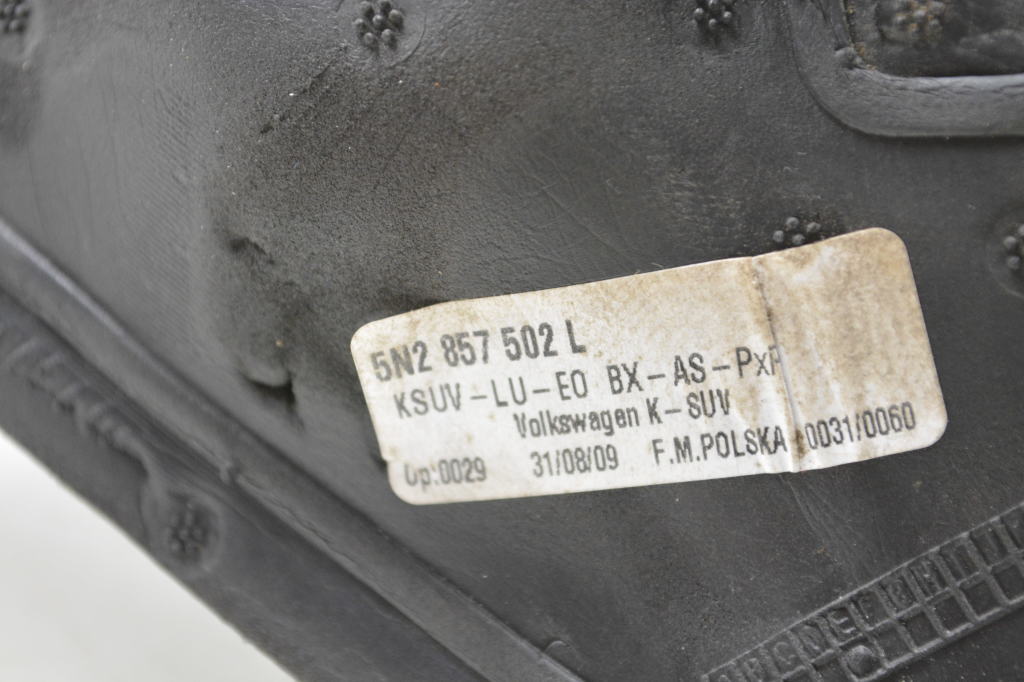 5N2 857 502 L
KSUV-LU-EO BX-AS-PxP
Volkswagen K-SUV
Op:0029 31/08/09 F.M.POLSKA 0031/0060